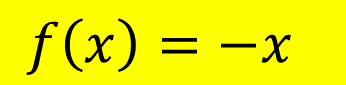 f(x) = −x